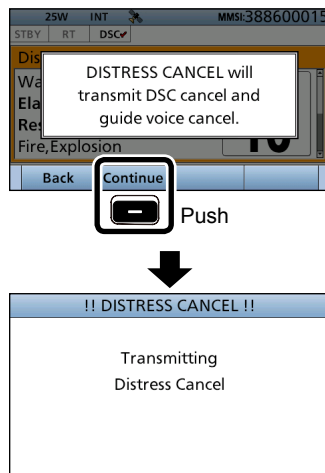 25W INT MMSI:388600015
STBY RT DSC
Dis
Wa
Ela
Res
DISTRESS CANCEL will
transmit DSC cancel and
guide voice cancel.
Fire,Explosion
Back Continue
Push
!! DISTRESS CANCEL !!
Transmitting
Distress Cancel